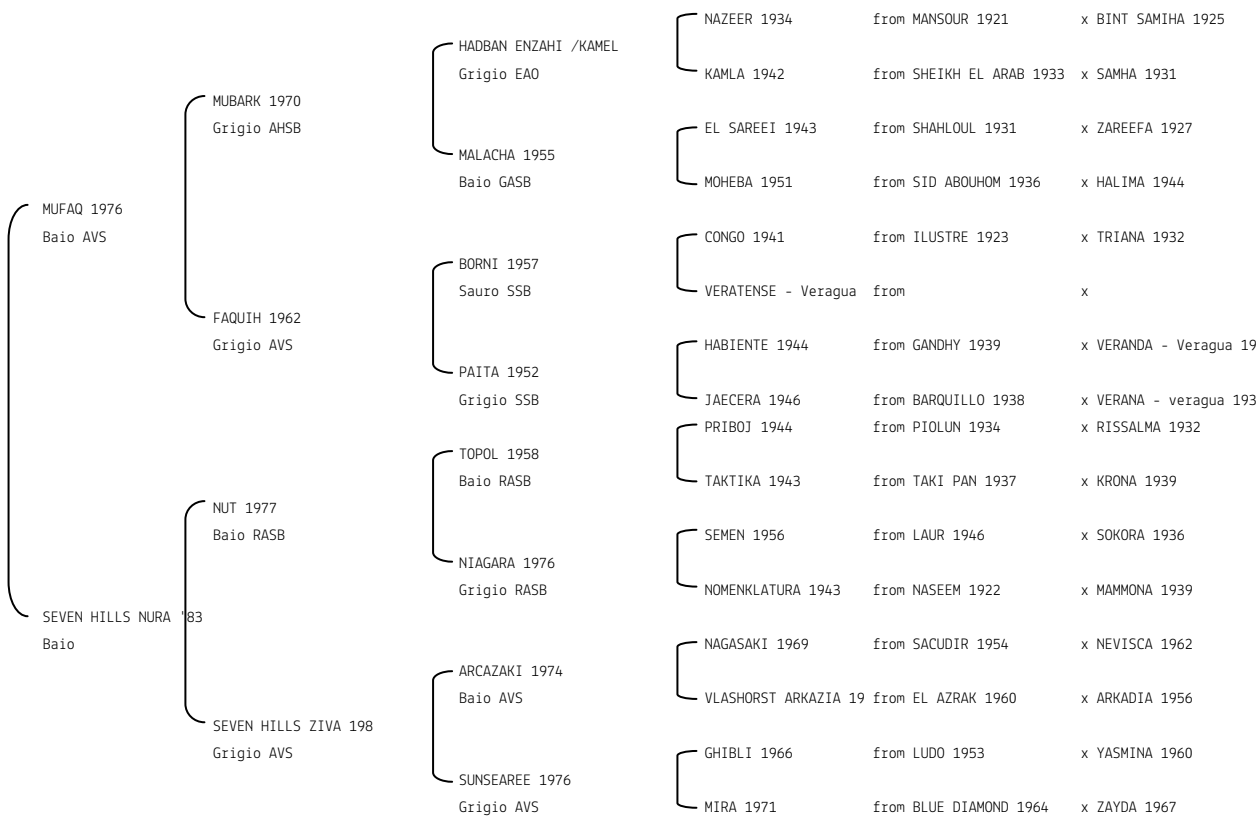 NAZEER 1934 from MANSOUR 1921 x BINT SAMIHA 1925
HADBAN ENZAHI /KAMEL
Grigio EAO KAMLA 1942 from SHEIKH EL ARAB 1933 x SAMHA 1931
MUBARK 1970
Grigio AHSB EL SAREEI 1943 from SHAHLOUL 1931 x ZAREEFA 1927
MALACHA 1955
Baio GASB MOHEBA 1951 from SID ABOUHOM 1936 x HALIMA 1944
MUFAQ 1976
Baio AVS CONGO 1941 from ILUSTRE 1923 x TRIANA 1932
BORNI 1957
Sauro SSB VERATENSE - Veragua from x
FAQUIH 1962
Grigio AVS HABIENTE 1944 from GANDHY 1939 x VERANDA - Veragua 19
PAITA 1952
Grigio SSB JAECERA 1946 from BARQUILLO 1938 x VERANA - veragua 193
PRIBOJ 1944 from PIOLUN 1934 x RISSALMA 1932
TOPOL 1958
Baio RASB TAKTIKA 1943 from TAKI PAN 1937 x KRONA 1939
NUT 1977
Baio RASB SEMEN 1956 from LAUR 1946 x SOKORA 1936
NIAGARA 1976
Grigio RASB NOMENKLATURA 1943 from NASEEM 1922 x MAMMONA 1939
SEVEN HILLS NURA '83
Baio NAGASAKI 1969 from SACUDIR 1954 x NEVISCA 1962
ARCAZAKI 1974
Baio AVS VLASHORST ARKAZIA 19 from EL AZRAK 1960 x ARKADIA 1956
SEVEN HILLS ZIVA 198
Grigio AVS GHIBLI 1966 from LUDO 1953 x YASMINA 1960
SUNSEAREE 1976
Grigio AVS MIRA 1971 from BLUE DIAMOND 1964 x ZAYDA 1967